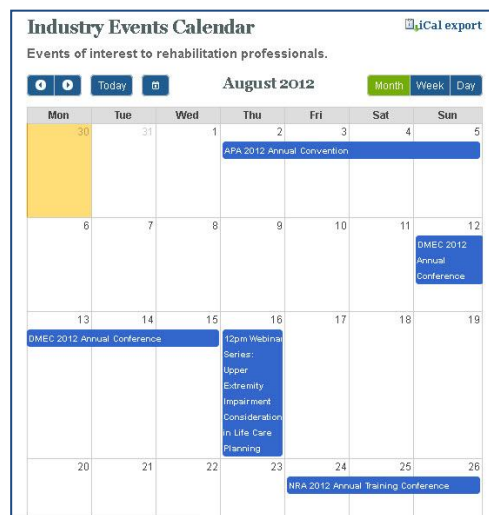 Industry Events Calendar
iCal export
Events of interest to rehabilitation professionals.
Today
August 2012
Month Week Day
Mon Tue Wed Thu Fri Sat Sun
30 31 1 2 3 4 5
APA 2012 Annual Convention
6 7 8 9 10 11 12
DMEC 2012
Annual
Conference
13 14 15 16 17 18 19
DMEC 2012 Annual Conference
12pm Webinar
Series:
Upper
Extremity
Impairment
Consideration
in Life Care
Planning
20 21 22 23 24 25 26
NRA 2012 Annual Training Conference